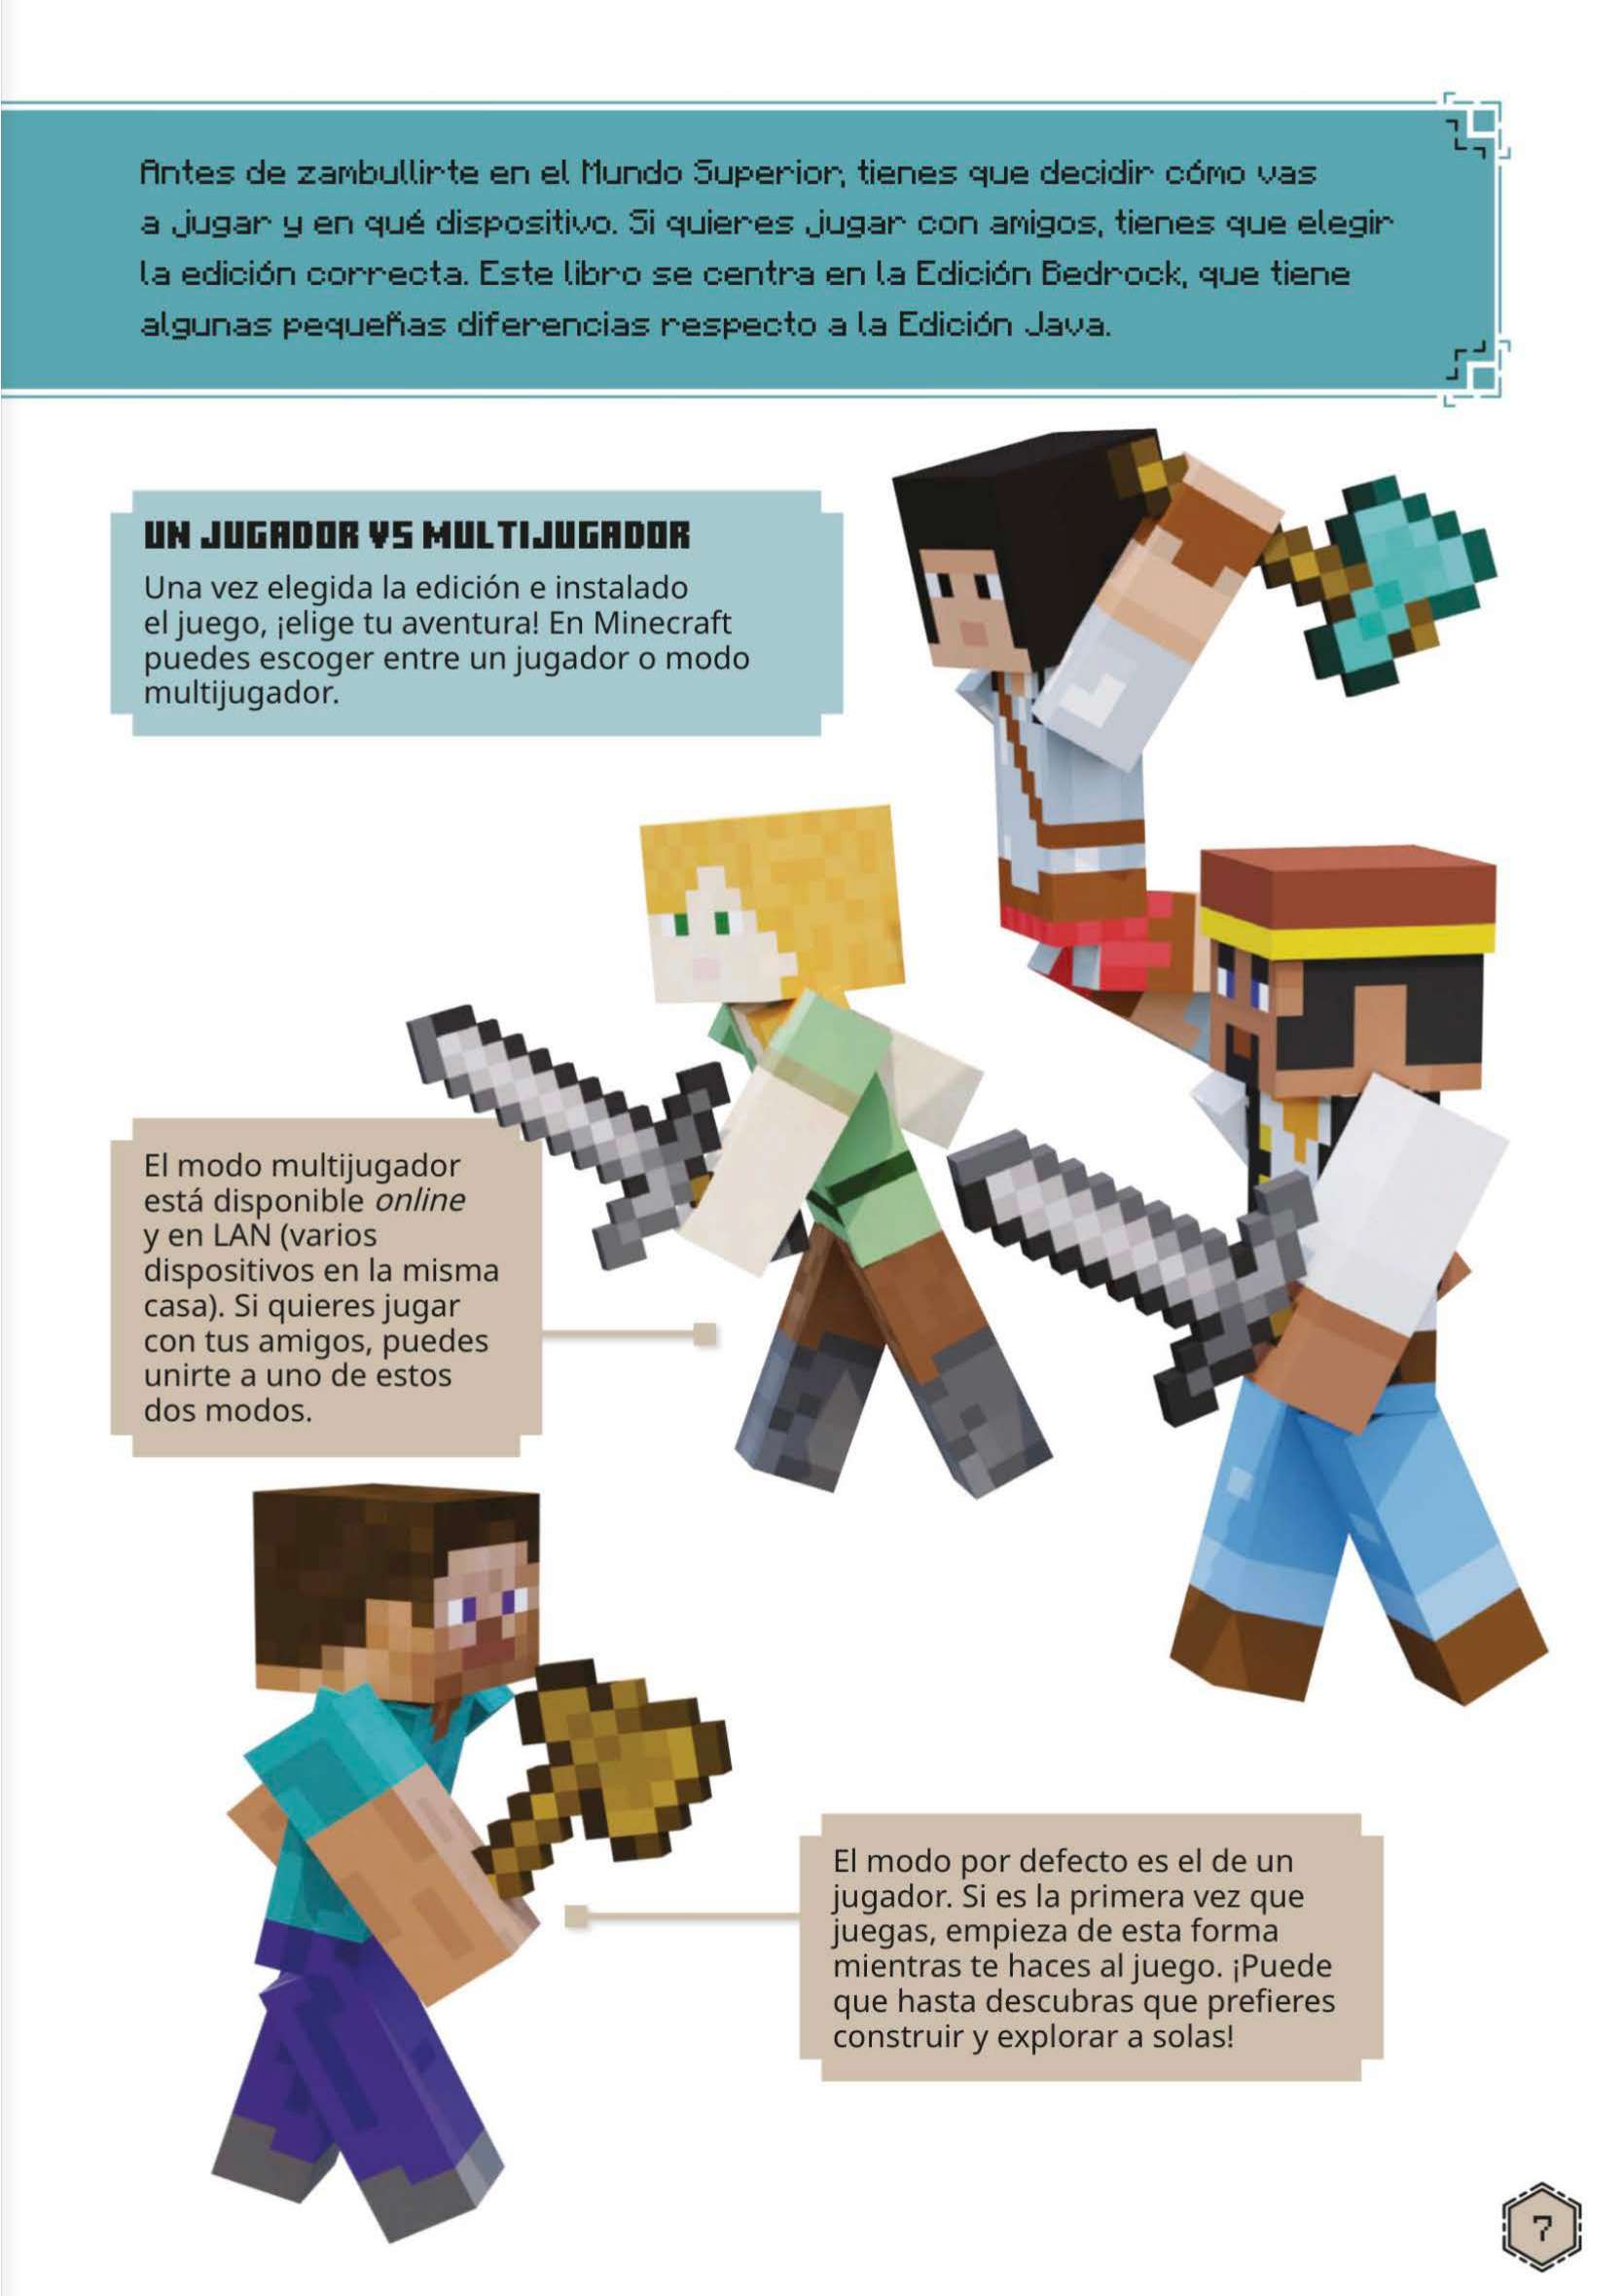 Antes de zambullirte en el Mundo Superior, tienes que decidir cómo vas
a jugar y en qué dispositivo. Si quieres jugar con amigos, tienes que elegir
la edición correcta. Este libro se centra en la Edición Bedrock, que tiene
algunas pequeñas diferencias respecto a la Edición Java.
UN JUGADOR VS MULTIJUGADOR
Una vez elegida la edición e instalado
el juego, ¡elige tu aventura! En Minecraft
puedes escoger entre un jugador o modo
multijugador.
El modo multijugador
está disponible online
y en LAN (varios
dispositivos en la misma
casa). Si quieres jugar
con tus amigos, puedes
unirte a uno de estos
dos modos.
El modo por defecto es el de un
jugador. Si es la primera vez que
juegas, empieza de esta forma
mientras te haces al juego. ¡Puede
que hasta descubras que prefieres
construir y explorar a solas!
7